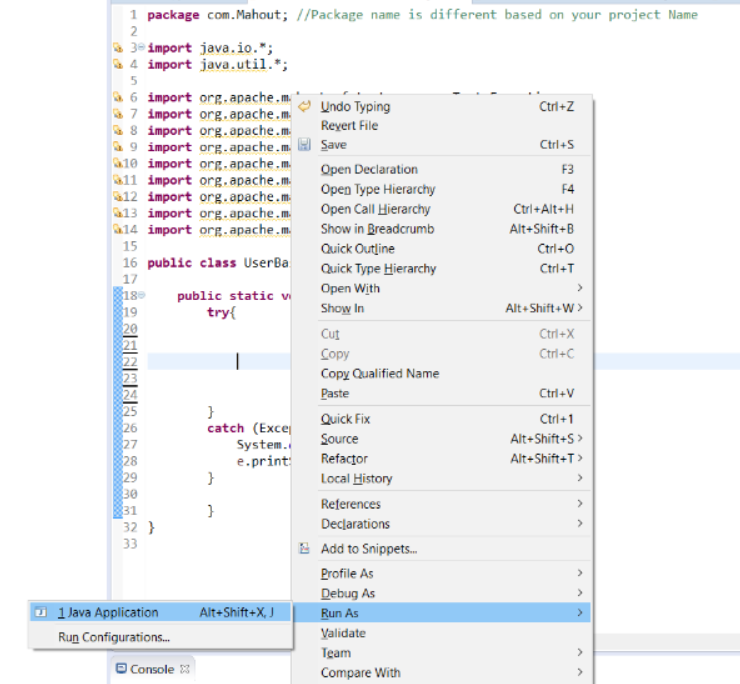 1 package com.Mahout; //Package name is different based on your project Name
2
3 import java.io.*;
4 import java.util.*;
5
6 import org.apache.m
7 import org.apache.m
8 import org.apache.m
9 import org.apache.m
10 import org.apache.m
11 import org.apache.m
12 import org.apache.m
13 import org.apache.m
14 import org.apache.m
15
16 public class UserBa
17
18 public static v
19 try{
20
21
22
23
24
25 }
26 catch (Excep
27 System.
28 e.print
29 }
30
31 }
32 }
33
Undo Typing Ctrl+Z
Revert File
Save Ctrl+S
Open Declaration F3
Open Type Hierarchy F4
Open Call Hierarchy Ctrl+Alt+H
Show in Breadcrumb Alt+Shift+B
Quick Outline Ctrl+O
Quick Type Hierarchy Ctrl+T
Open With >
Show In Alt+Shift+W >
Cut Ctrl+X
Copy Ctrl+C
Copy Qualified Name
Paste Ctrl+V
Quick Fix Ctrl+1
Source Alt+Shift+S >
Refactor Alt+Shift+T >
Local History >
References >
Declarations >
Add to Snippets...
Profile As >
Debug As >
Run As >
Validate
Team >
Compare With >
1 Java Application Alt+Shift+X, J
Run Configurations...
Console